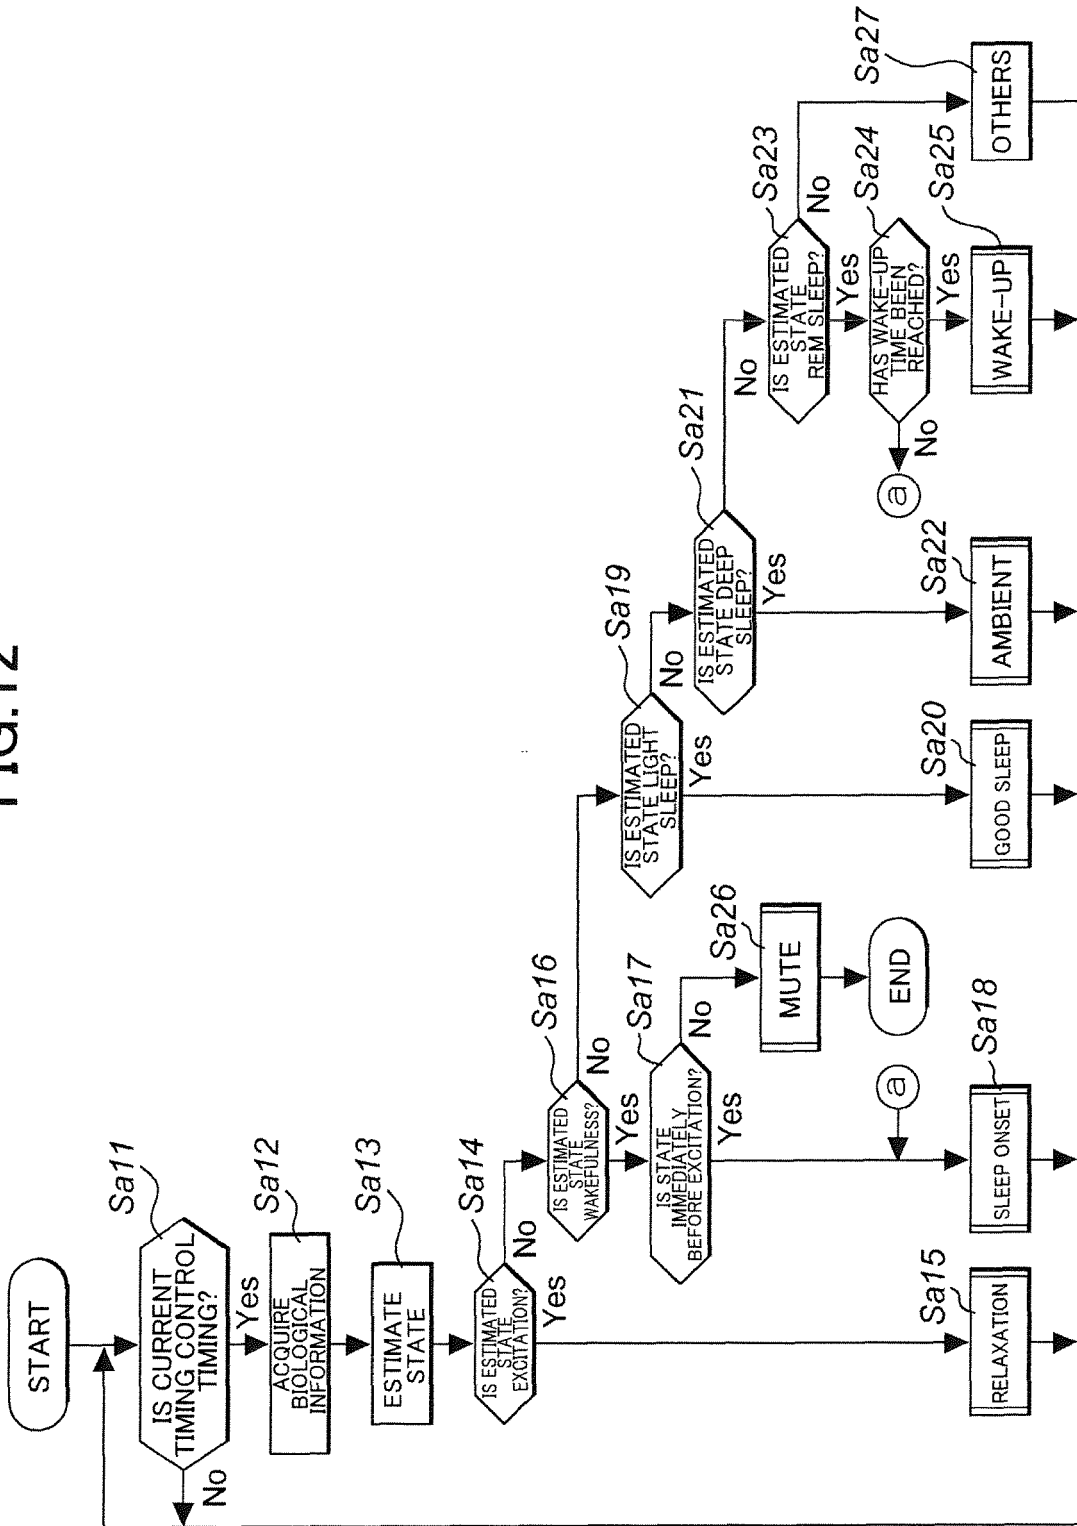 FIG.12
START
Sa11
IS CURRENT
TIMING CONTROL
TIMING?
No
Yes
Sa12
ACQUIRE
BIOLOGICAL
INFORMATION
Sa13
ESTIMATE
STATE
Sa14
IS ESTIMATED
STATE
EXCITATION?
No
Yes
Sa15
RELAXATION
Sa16
IS ESTIMATED
STATE
WAKEFULNESS?
No
Yes
Sa17
IS STATE
IMMEDIATELY
BEFORE EXCITATION?
No
Yes
a
Sa18
SLEEP ONSET
Sa26
MUTE
END
Sa19
IS ESTIMATED
STATE LIGHT
SLEEP?
No
Yes
Sa20
GOOD SLEEP
Sa21
IS ESTIMATED
STATE DEEP
SLEEP?
No
Yes
Sa22
AMBIENT
Sa23
IS ESTIMATED
STATE
REM SLEEP?
No
Yes
Sa24
HAS WAKE-UP
TIME BEEN
REACHED?
No
a
Yes
Sa25
WAKE-UP
Sa27
OTHERS